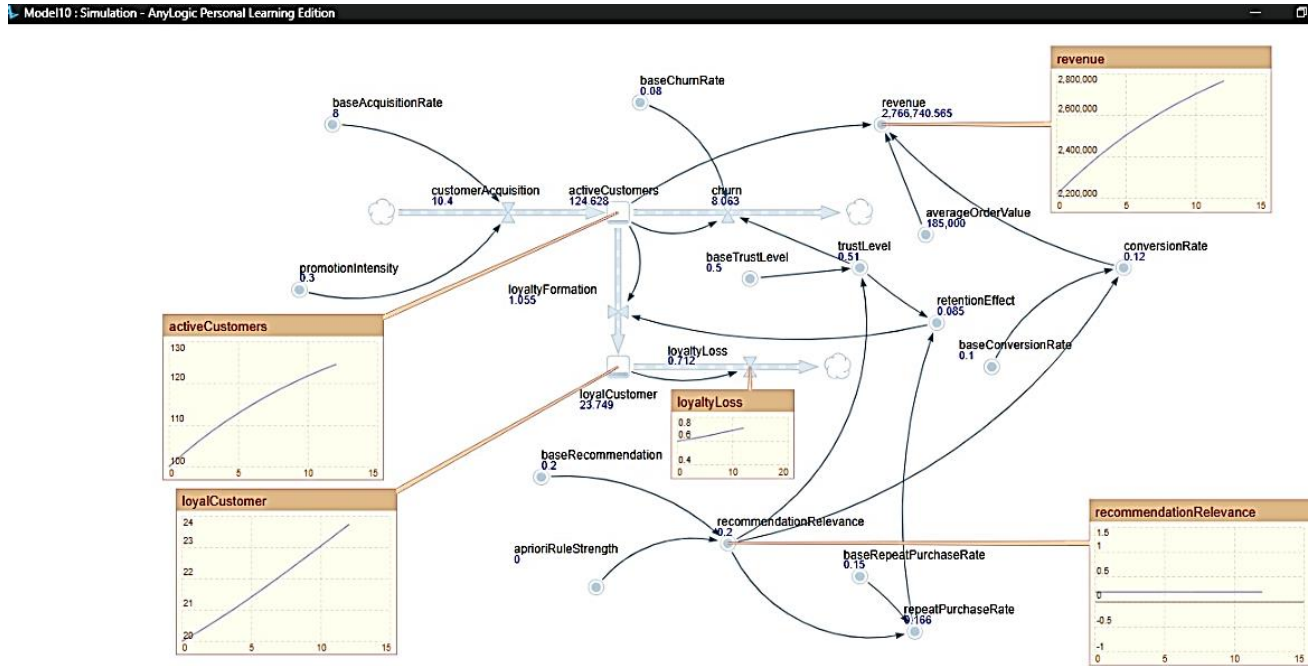 Model10 : Simulation - AnyLogic Personal Learning Edition
baseAcquisitionRate
8
baseChurnRate
0.08
revenue
2,766,740.565
revenue
2,800,000
2,600,000
2,400,000
2,200,000
0 5 10 15
customerAcquisition
10.4
activeCustomers
124.628
churn
8.063
averageOrderValue
185,000
promotionIntensity
0.3
baseTrustLevel
0.5
trustLevel
0.51
conversionRate
0.12
loyaltyFormation
1.055
retentionEffect
0.085
baseConversionRate
0.1
activeCustomers
130
120
110
100
0 5 10 15
loyaltyLoss
0.712
loyalCustomer
23.749
loyaltyLoss
0.8
0.6
0.4
0 10 20
baseRecommendation
0.2
loyalCustomer
24
23
22
21
20
0 5 10 15
recommendationRelevance
0.2
aprioriRuleStrength
0
baseRepeatPurchaseRate
0.15
repeatPurchaseRate
0.166
recommendationRelevance
1.5
1
0.5
0
-0.5
-1
0 5 10 15